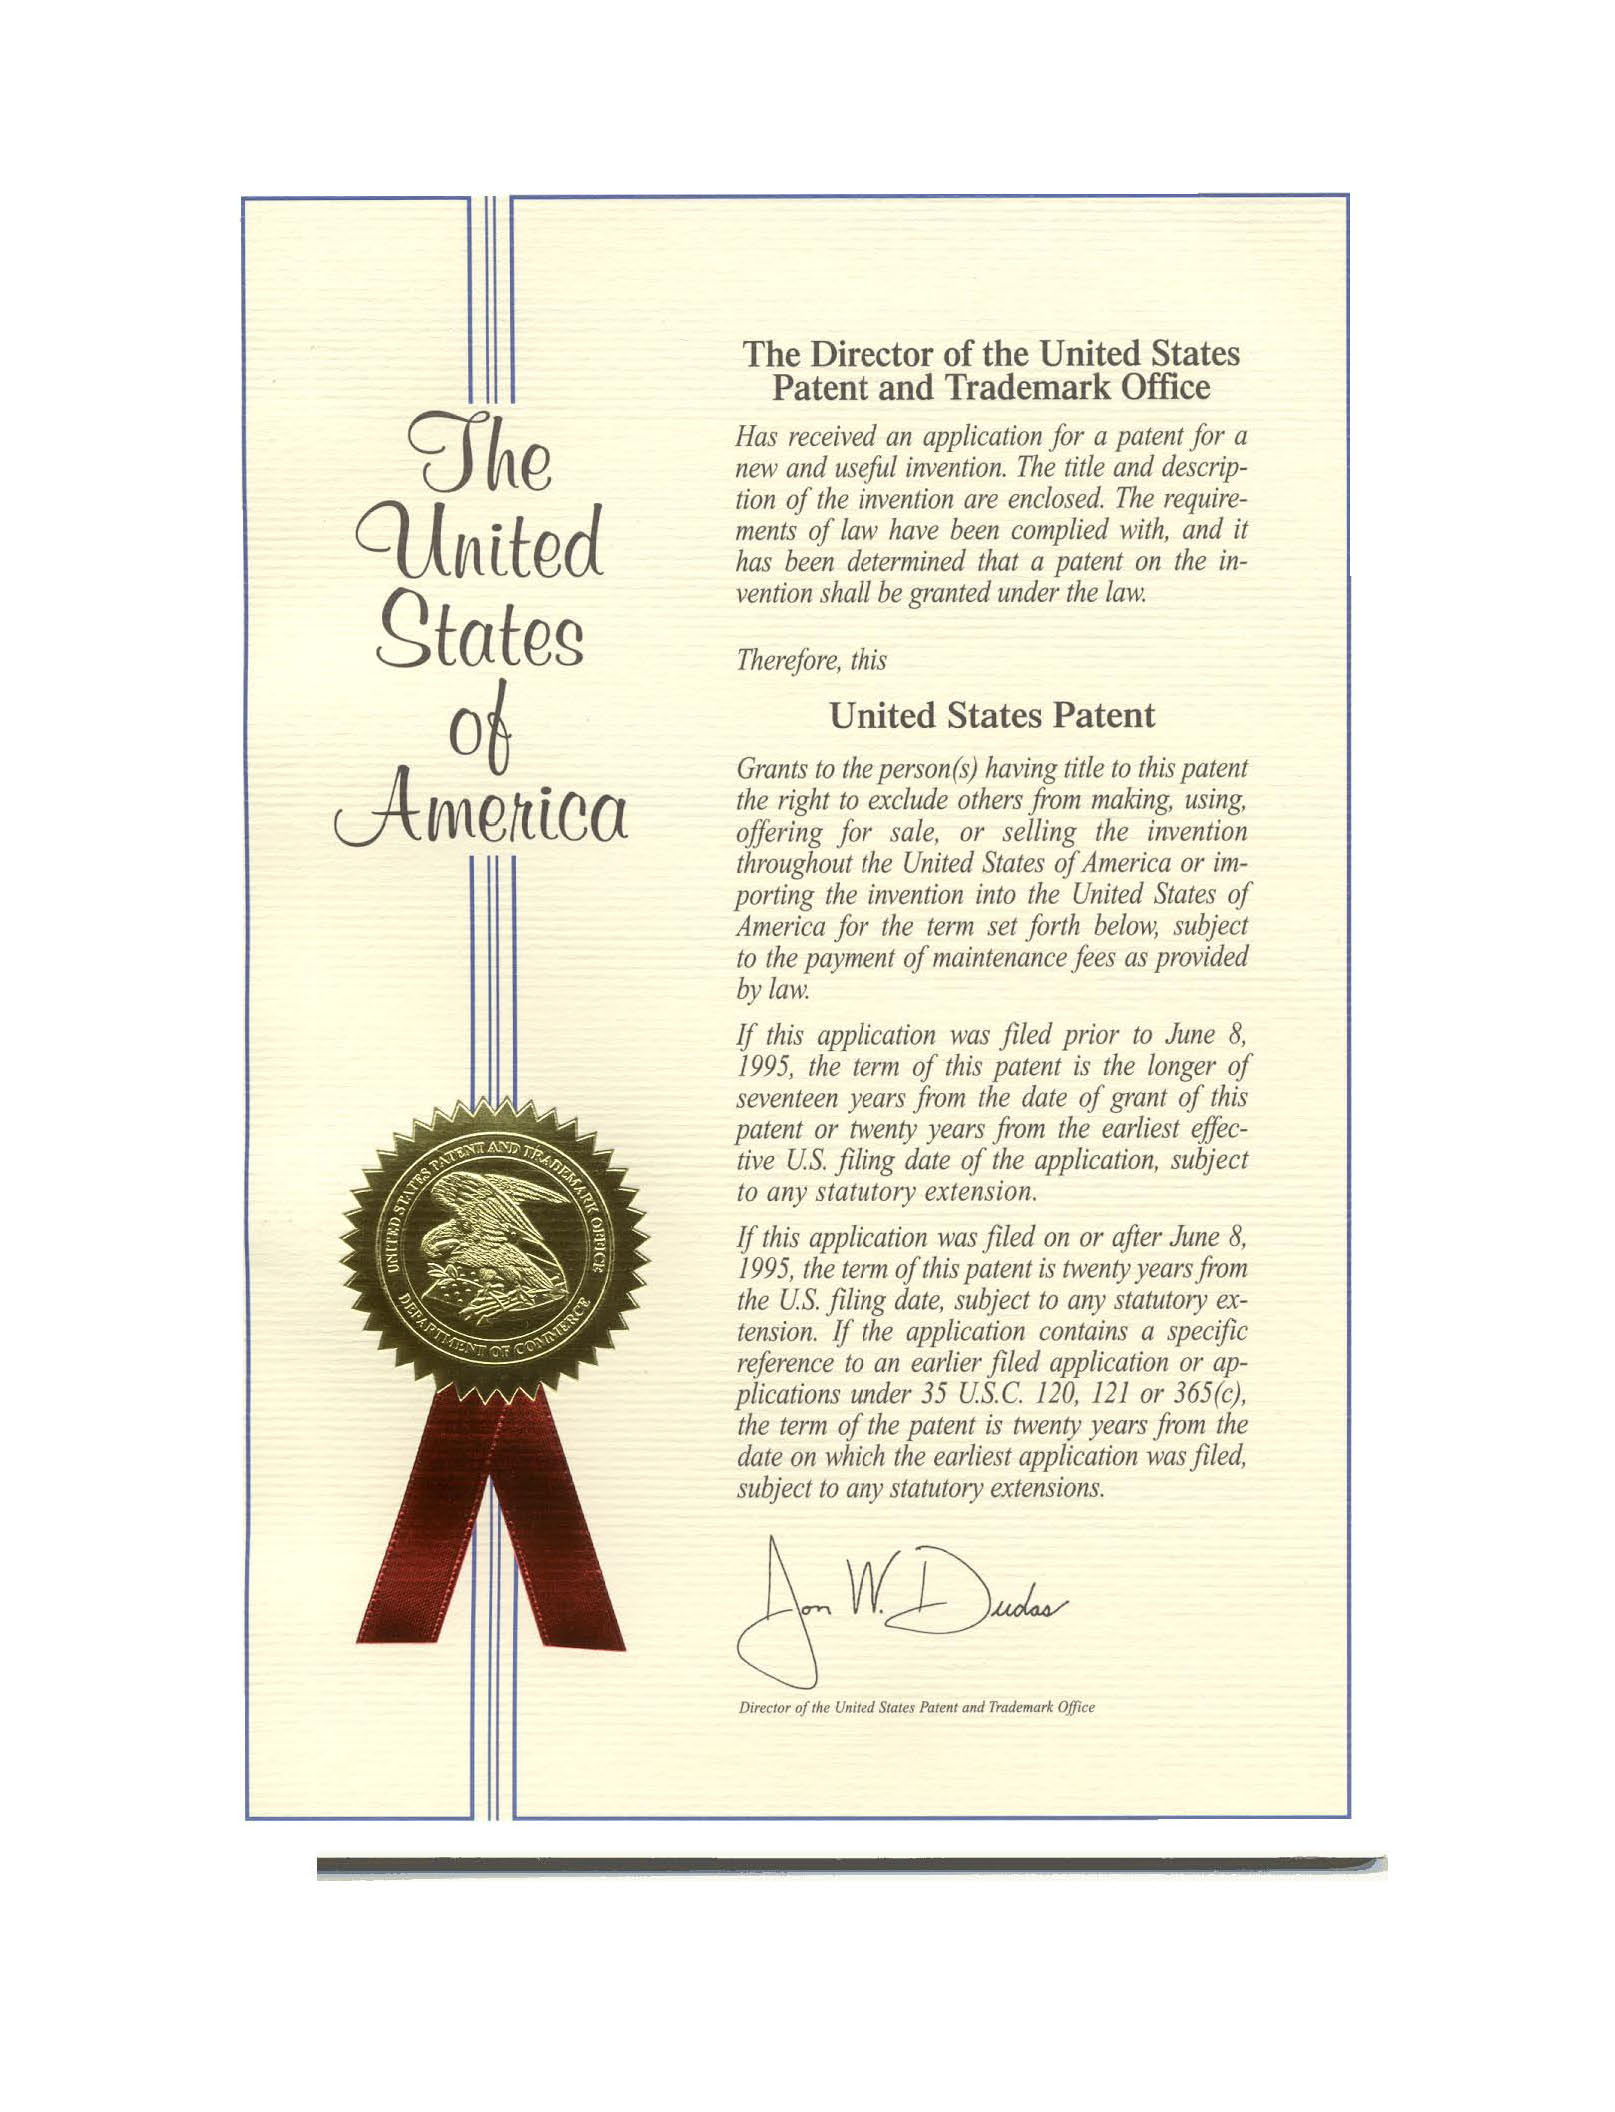 The
United
States
of
America
UNITED STATES PATENT AND TRADEMARK OFFICE
DEPARTMENT OF COMMERCE
The Director of the United States
Patent and Trademark Office
Has received an application for a patent for a
new and useful invention. The title and descrip-
tion of the invention are enclosed. The require-
ments of law have been complied with, and it
has been determined that a patent on the in-
vention shall be granted under the law.
Therefore, this
United States Patent
Grants to the person(s) having title to this patent
the right to exclude others from making, using,
offering for sale, or selling the invention
throughout the United States of America or im-
porting the invention into the United States of
America for the term set forth below, subject
to the payment of maintenance fees as provided
by law.
If this application was filed prior to June 8,
1995, the term of this patent is the longer of
seventeen years from the date of grant of this
patent or twenty years from the earliest effec-
tive U.S. filing date of the application, subject
to any statutory extension.
If this application was filed on or after June 8,
1995, the term of this patent is twenty years from
the U.S. filing date, subject to any statutory ex-
tension. If the application contains a specific
reference to an earlier filed application or ap-
plications under 35 U.S.C. 120, 121 or 365(c),
the term of the patent is twenty years from the
date on which the earliest application was filed,
subject to any statutory extensions.
Jon W. Dudas
Director of the United States Patent and Trademark Office